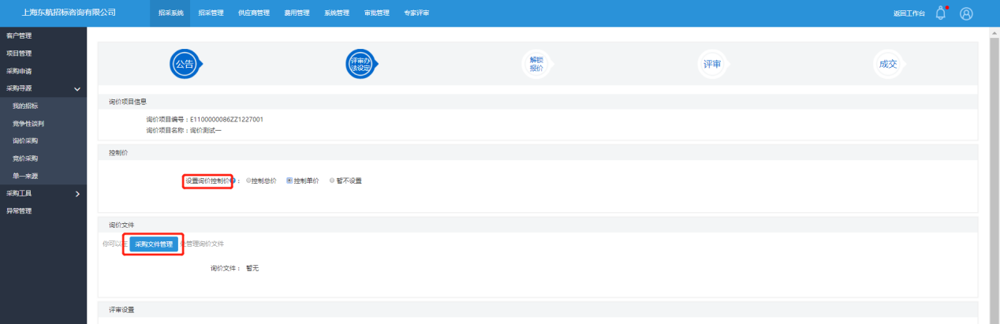 上海东航招标咨询有限公司
招采系统 招采管理 供应商管理 费用管理 系统管理 审批管理 专家评审
返回工作台
客户管理
项目管理
采购申请
采购寻源
我的招标
竞争性谈判
询价采购
竞价采购
单一来源
采购工具
异常管理
公告
评审办
法设定
解锁
报价
评审
成交
询价项目信息
询价项目编号：E1100000086ZZ1227001
询价项目名称：询价测试一
控制价
设置询价控制价 ： 控制总价 控制单价 暂不设置
询价文件
你可以在 采购文件管理 处管理询价文件
询价文件： 暂无
评审设置